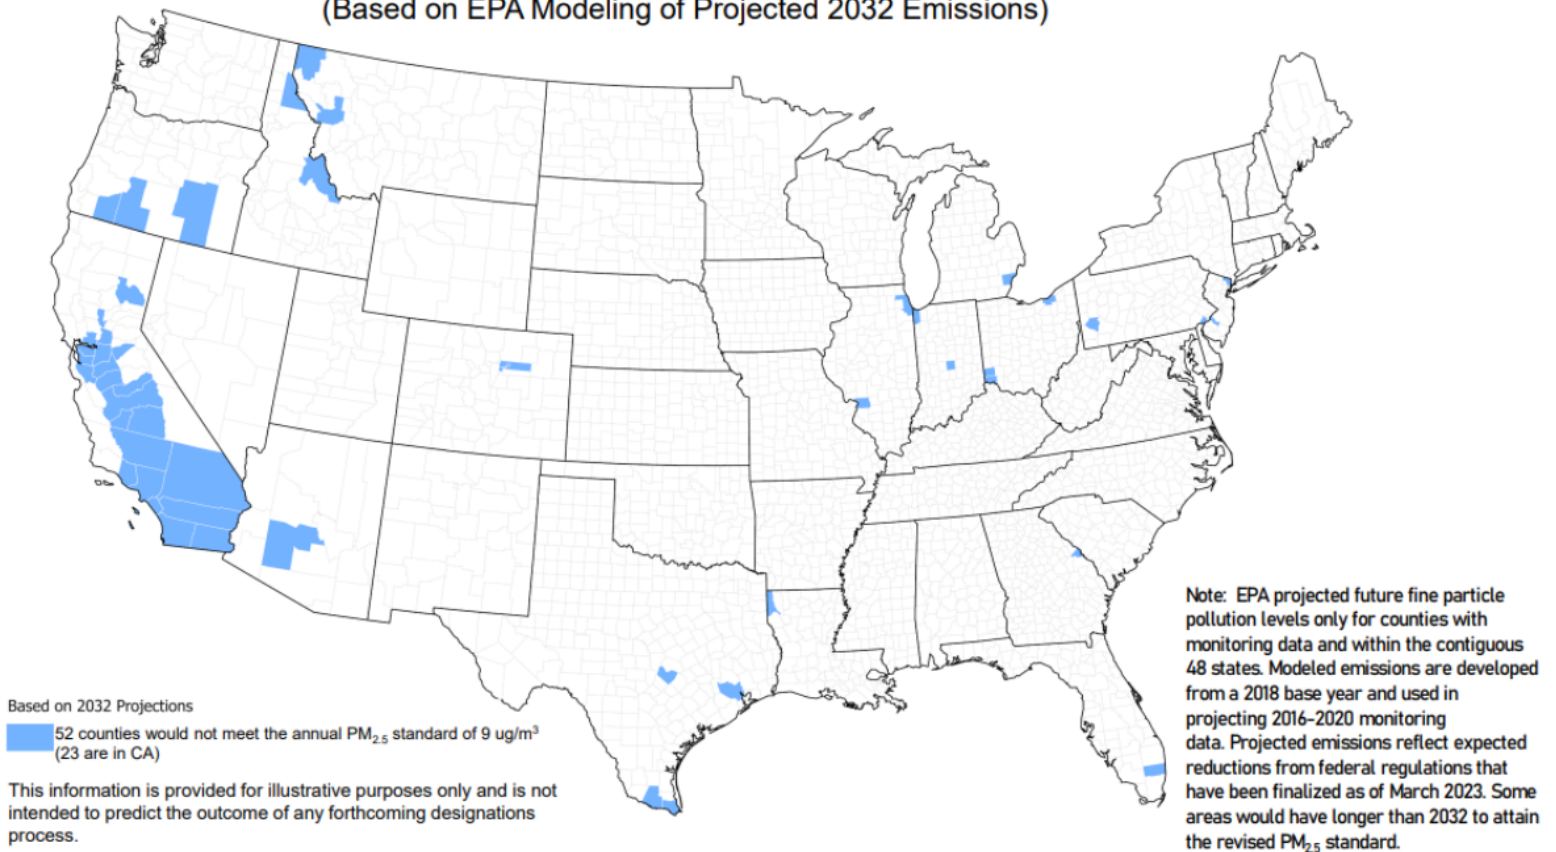 (Based on EPA Modeling of Projected 2032 Emissions)
Based on 2032 Projections
52 counties would not meet the annual PM2.5 standard of 9 ug/m³
(23 are in CA)
This information is provided for illustrative purposes only and is not
intended to predict the outcome of any forthcoming designations
process.
Note: EPA projected future fine particle
pollution levels only for counties with
monitoring data and within the contiguous
48 states. Modeled emissions are developed
from a 2018 base year and used in
projecting 2016-2020 monitoring
data. Projected emissions reflect expected
reductions from federal regulations that
have been finalized as of March 2023. Some
areas would have longer than 2032 to attain
the revised PM2.5 standard.